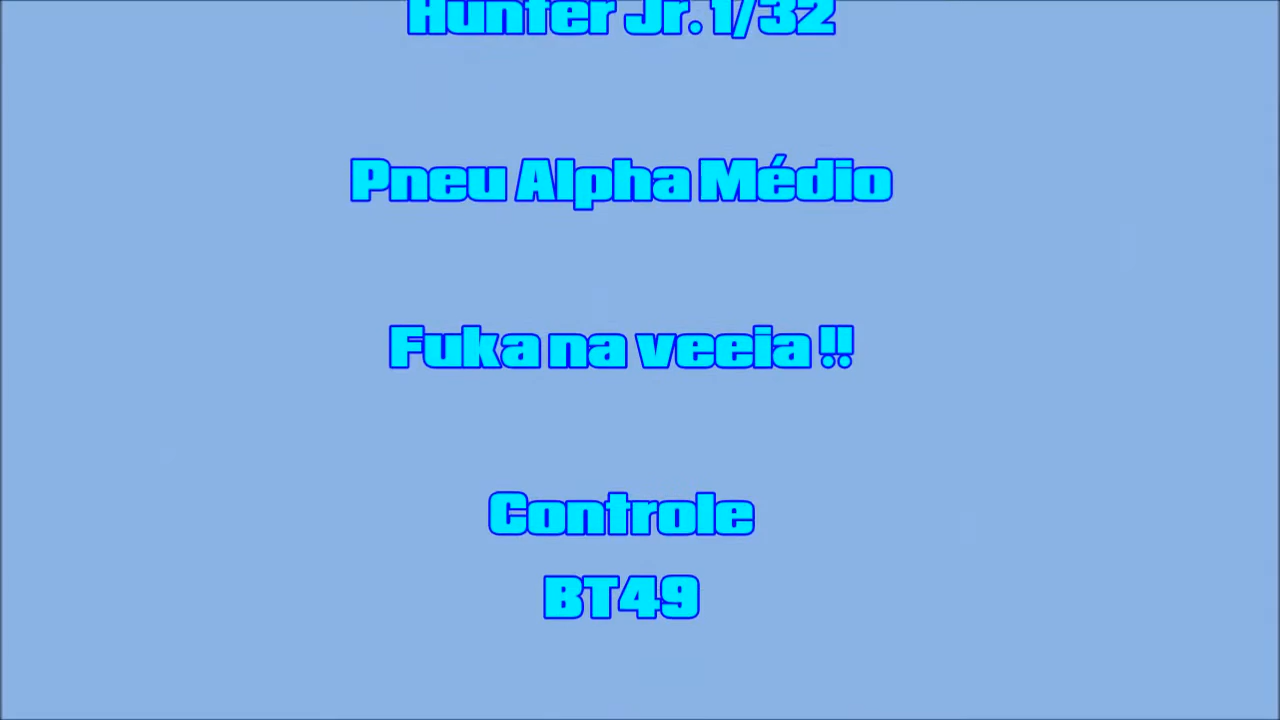 Hunter Jr. 1/32
Pneu Alpha Médio
Fuka na veeia !!
Controle
BT49